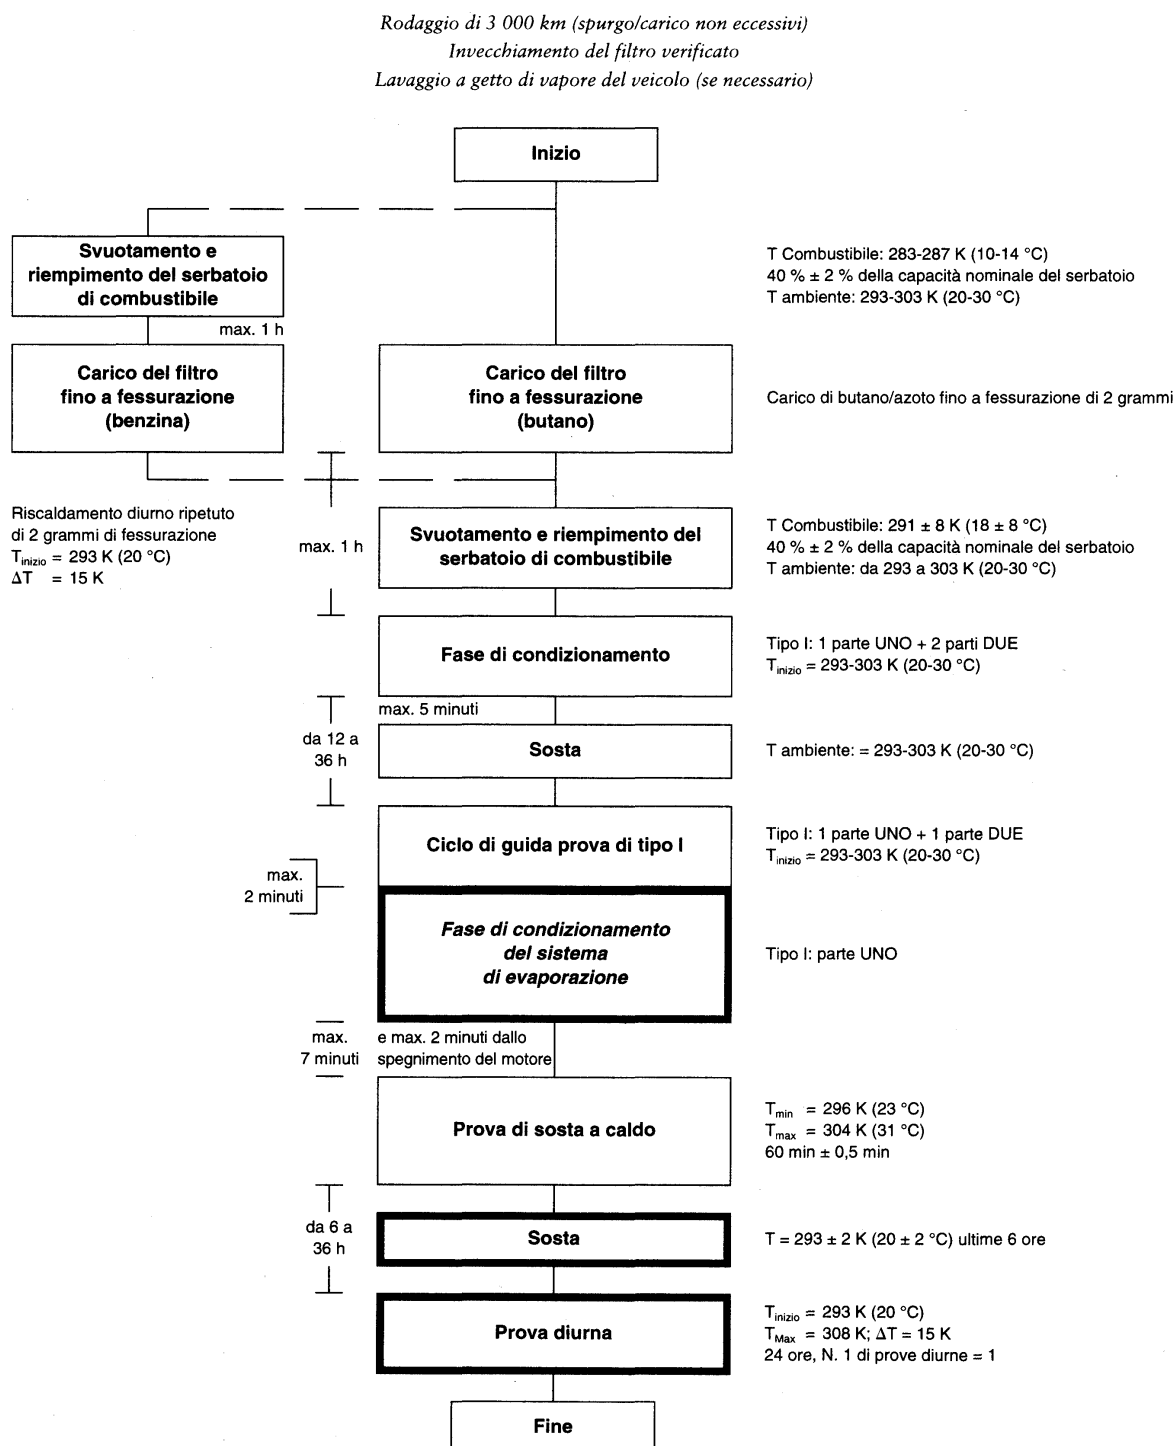 Rodaggio di 3 000 km (spurgo/carico non eccessivi)
Invecchiamento del filtro verificato
Lavaggio a getto di vapore del veicolo (se necessario)
Inizio
Svuotamento e
riempimento del serbatoio
di combustibile
T Combustibile: 283-287 K (10-14 °C)
40 % ± 2 % della capacità nominale del serbatoio
T ambiente: 293-303 K (20-30 °C)
max. 1 h
Carico del filtro
fino a fessurazione
(benzina)
Carico del filtro
fino a fessurazione
(butano)
Carico di butano/azoto fino a fessurazione di 2 grammi
Riscaldamento diurno ripetuto
di 2 grammi di fessurazione
Tinizio = 293 K (20 °C)
ΔT = 15 K
max. 1 h
Svuotamento e riempimento del
serbatoio di combustibile
T Combustibile: 291 ± 8 K (18 ± 8 °C)
40 % ± 2 % della capacità nominale del serbatoio
T ambiente: da 293 a 303 K (20-30 °C)
Fase di condizionamento
Tipo I: 1 parte UNO + 2 parti DUE
Tinizio = 293-303 K (20-30 °C)
max. 5 minuti
da 12 a
36 h
Sosta
T ambiente: = 293-303 K (20-30 °C)
Ciclo di guida prova di tipo I
Tipo I: 1 parte UNO + 1 parte DUE
Tinizio = 293-303 K (20-30 °C)
max.
2 minuti
Fase di condizionamento
del sistema
di evaporazione
Tipo I: parte UNO
max.
7 minuti
e max. 2 minuti dallo
spegnimento del motore
Prova di sosta a caldo
Tmin = 296 K (23 °C)
Tmax = 304 K (31 °C)
60 min ± 0,5 min
da 6 a
36 h
Sosta
T = 293 ± 2 K (20 ± 2 °C) ultime 6 ore
Prova diurna
Tinizio = 293 K (20 °C)
TMax = 308 K; ΔT = 15 K
24 ore, N. 1 di prove diurne = 1
Fine